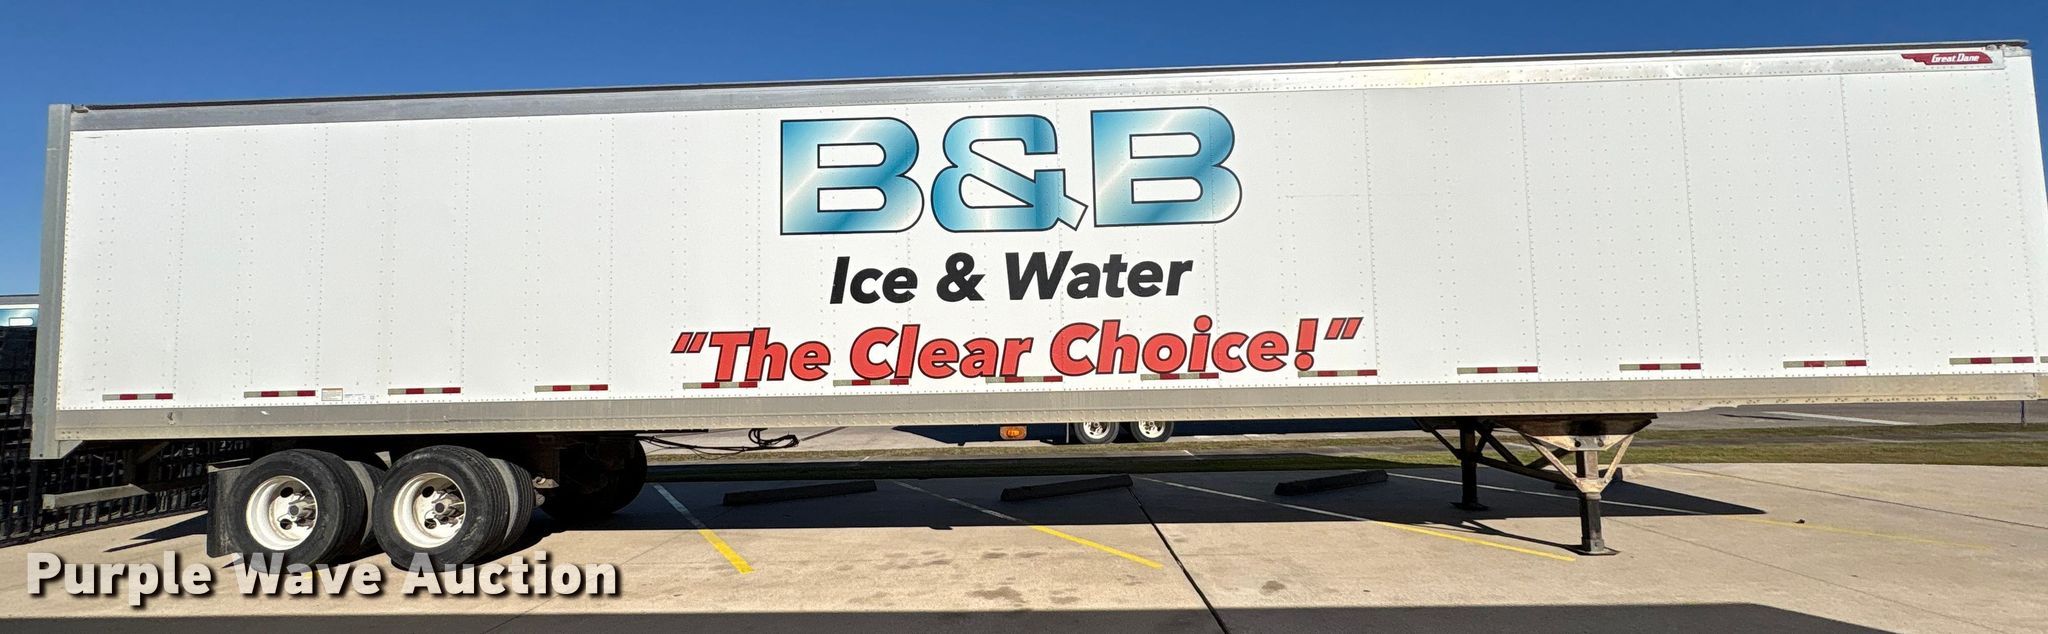 Great Dane
B&B
Ice & Water
"The Clear Choice!"
Purple Wave Auction